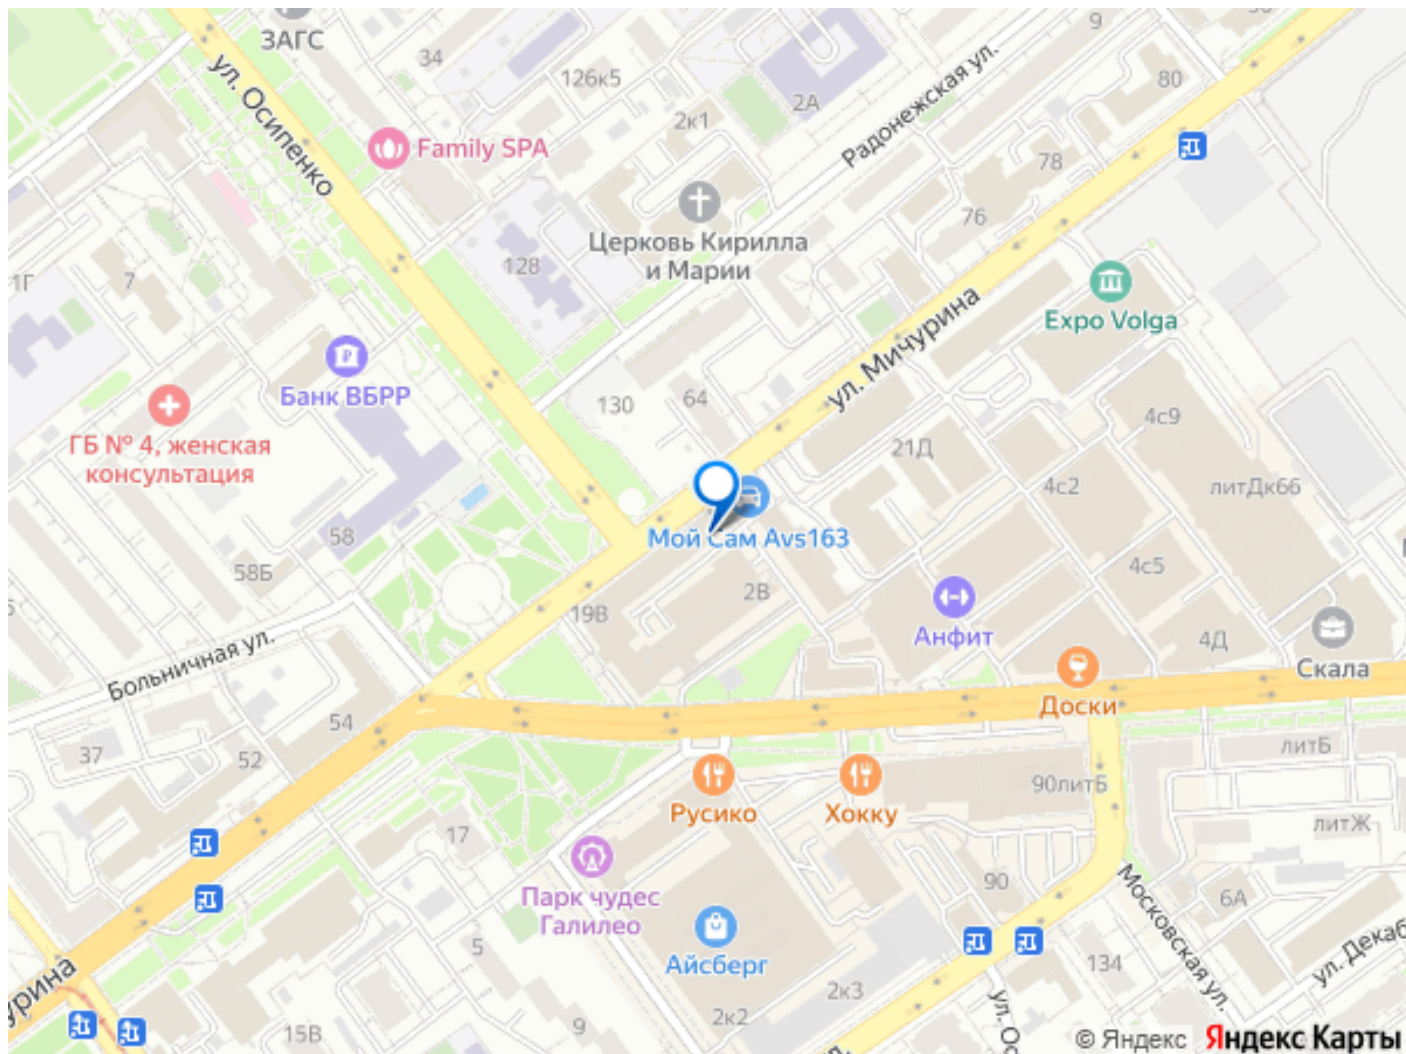 ЗАГС
34
9
ул. Осипенко
126к5
80
2А
2к1
Радонежская ул.
Family SPA
78
76
Церковь Кирилла
и Марии
128
1Г
7
Expo Volga
ул. Мичурина
Банк ВБРР
130
64
4с9
ГБ № 4, женская
консультация
21Д
4с2
литДк66
58
Мой Сам Avs163
58Б
2В
4с5
19В
Анфит
4Д
Больничная ул.
Скала
Доски
54
37
52
литБ
90литБ
Русико
Хокку
17
литЖ
Парк чудес
Галилео
90
Московская ул.
6А
5
Айсберг
134
2к3
9
2к2
15В
© Яндекс Яндекс Карты